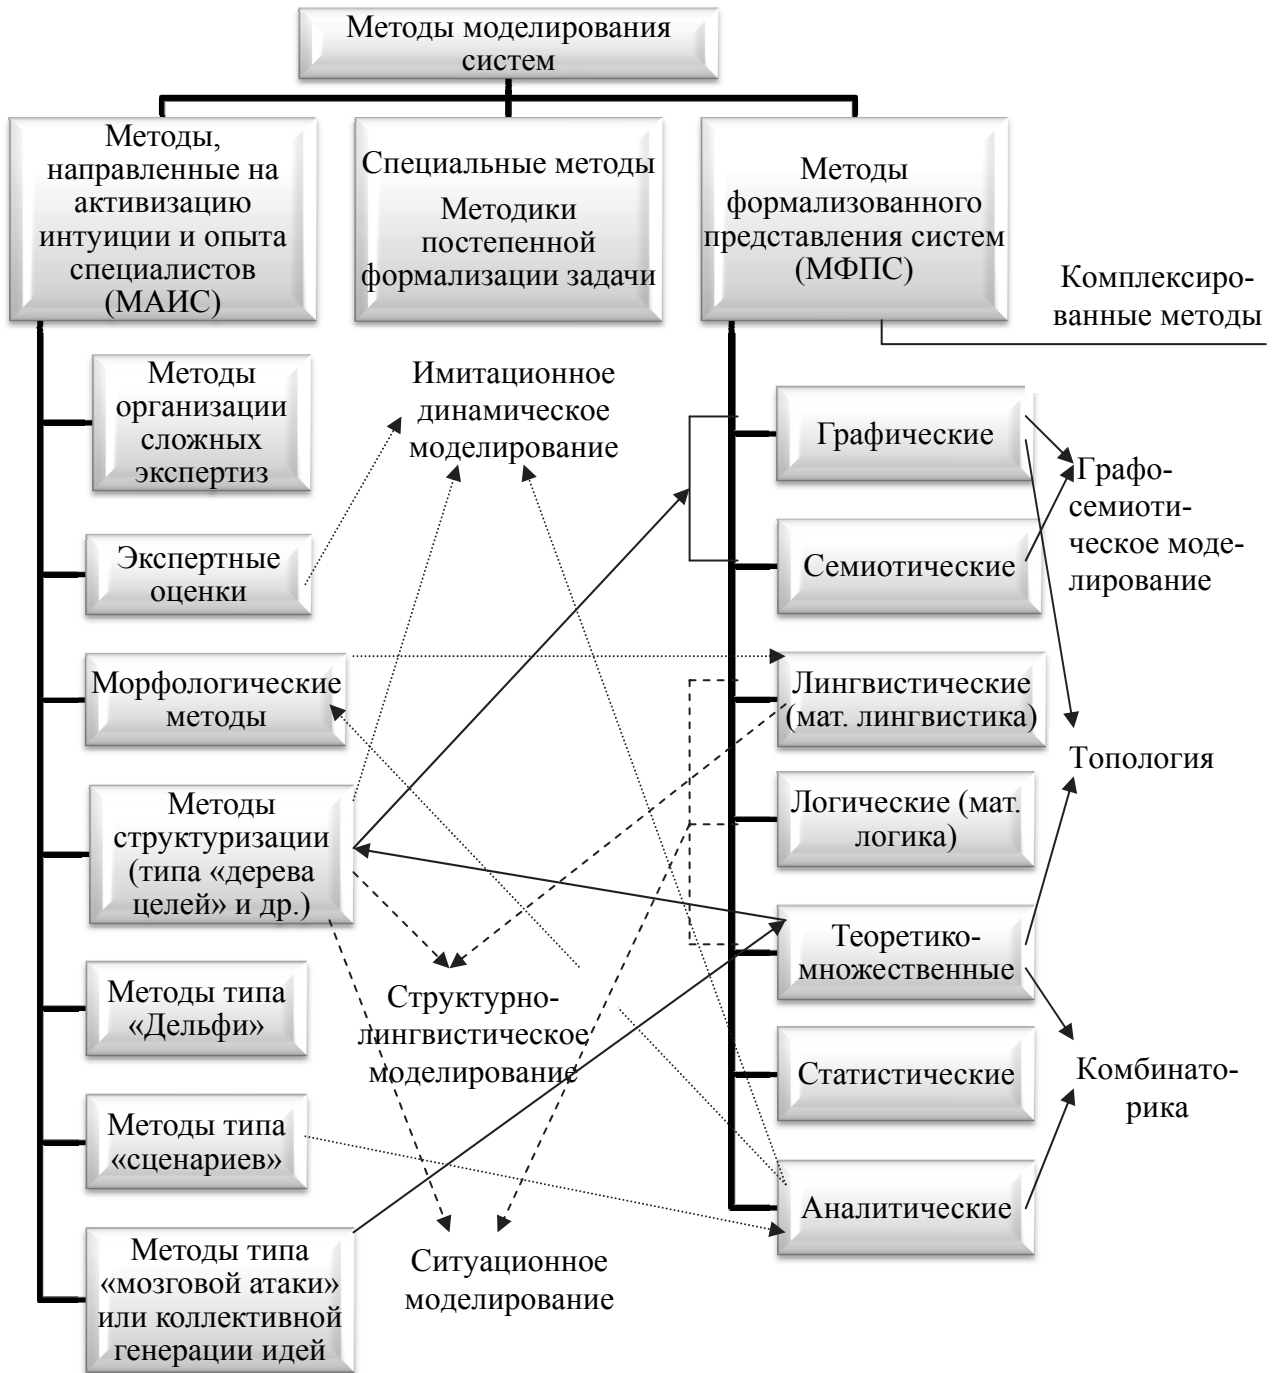 Методы моделирования
систем
Методы,
направленные на
активизацию
интуиции и опыта
специалистов
(МАИС)
Специальные методы
Методики
постепенной
формализации задачи
Методы
формализованного
представления систем
(МФПС)
Комплексиро-
ванные методы
Методы
организации
сложных
экспертиз
Экспертные
оценки
Морфологические
методы
Методы
структуризации
(типа «дерева
целей» и др.)
Методы типа
«Дельфи»
Методы типа
«сценариев»
Методы типа
«мозговой атаки»
или коллективной
генерации идей
Имитационное
динамическое
моделирование
Структурно-
лингвистическое
моделирование
Ситуационное
моделирование
Графические
Семиотические
Лингвистические
(мат. лингвистика)
Логические (мат.
логика)
Теоретико-
множественные
Статистические
Аналитические
Графо-
семиоти-
ческое моде-
лирование
Топология
Комбинато-
рика